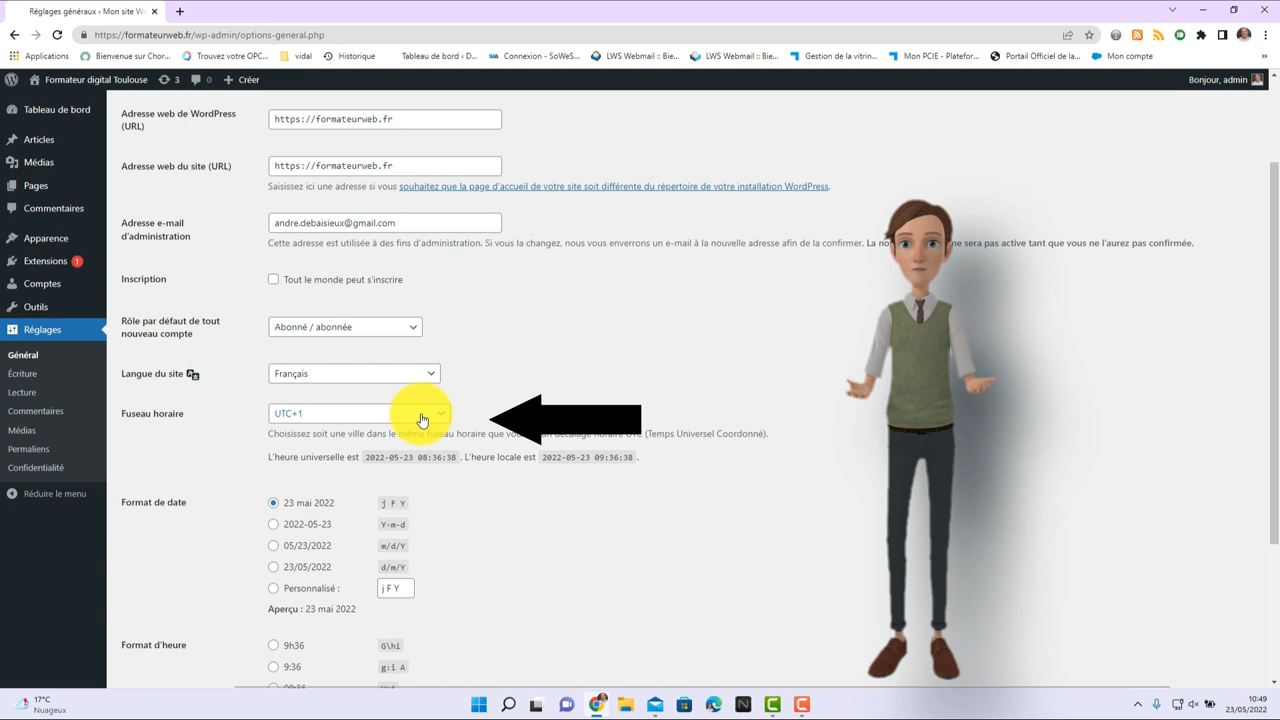 Réglages généraux ‹ Mon site W
https://formateurweb.fr/wp-admin/options-general.php
Applications
Bienvenue sur Chor...
Trouvez votre OPC...
vidal
Historique
Tableau de bord ‹ D...
Connexion - SoWeS...
LWS Webmail :: Bie...
LWS Webmail :: Bie...
Gestion de la vitrin...
Mon PCIE - Platefor...
Portail Officiel de la...
Mon compte
»
Formateur digital Toulouse
3
0
Créer
Bonjour, admin
Tableau de bord
Articles
Médias
Pages
Commentaires
Apparence
Extensions 1
Comptes
Outils
Réglages
Général
Écriture
Lecture
Commentaires
Médias
Permaliens
Confidentialité
Réduire le menu
Adresse web de WordPress
(URL)
https://formateurweb.fr
Adresse web du site (URL)
https://formateurweb.fr
Saisissez ici une adresse si vous souhaitez que la page d’accueil de votre site soit différente du répertoire de votre installation WordPress.
Adresse e-mail
d’administration
andre.debaisieux@gmail.com
Cette adresse est utilisée à des fins d’administration. Si vous la changez, nous vous enverrons un e-mail à la nouvelle adresse afin de la confirmer. La no ne sera pas active tant que vous ne l’aurez pas confirmée.
Inscription
Tout le monde peut s’inscrire
Rôle par défaut de tout
nouveau compte
Abonné / abonnée
Langue du site
Français
Fuseau horaire
UTC+1
Choisissez soit une ville dans le même fuseau horaire que vou un décalage horaire UTC (Temps Universel Coordonné).
L’heure universelle est 2022-05-23 08:36:38 . L’heure locale est 2022-05-23 09:36:38 .
Format de date
23 mai 2022 j F Y
2022-05-23 Y-m-d
05/23/2022 m/d/Y
23/05/2022 d/m/Y
Personnalisé : j F Y
Aperçu : 23 mai 2022
Format d’heure
9h36 G\hi
9:36 g:i A
17°C
Nuageux
10:49
23/05/2022